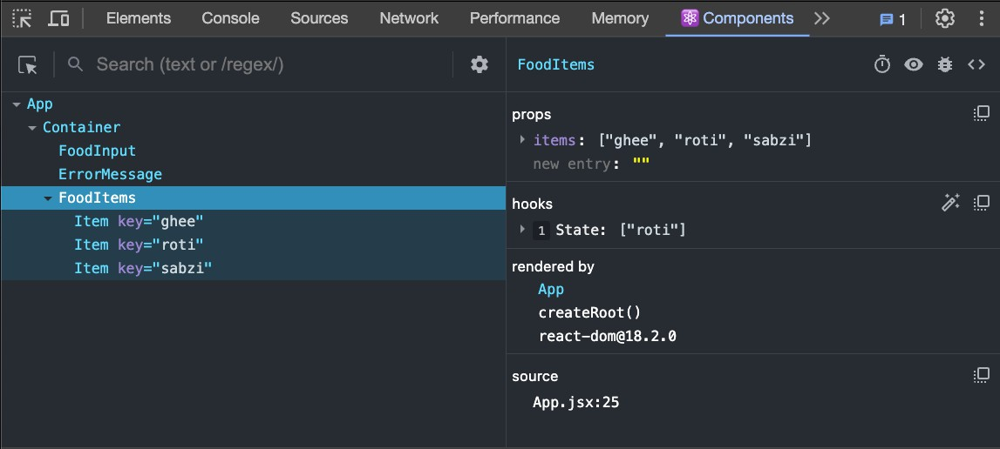 Elements Console Sources Network Performance Memory Components 1
Search (text or /regex/)
App
Container
FoodInput
ErrorMessage
FoodItems
Item key="ghee"
Item key="roti"
Item key="sabzi"
FoodItems
props
items: ["ghee", "roti", "sabzi"]
new entry: ""
hooks
1 State: ["roti"]
rendered by
App
createRoot()
react-dom@18.2.0
source
App.jsx:25